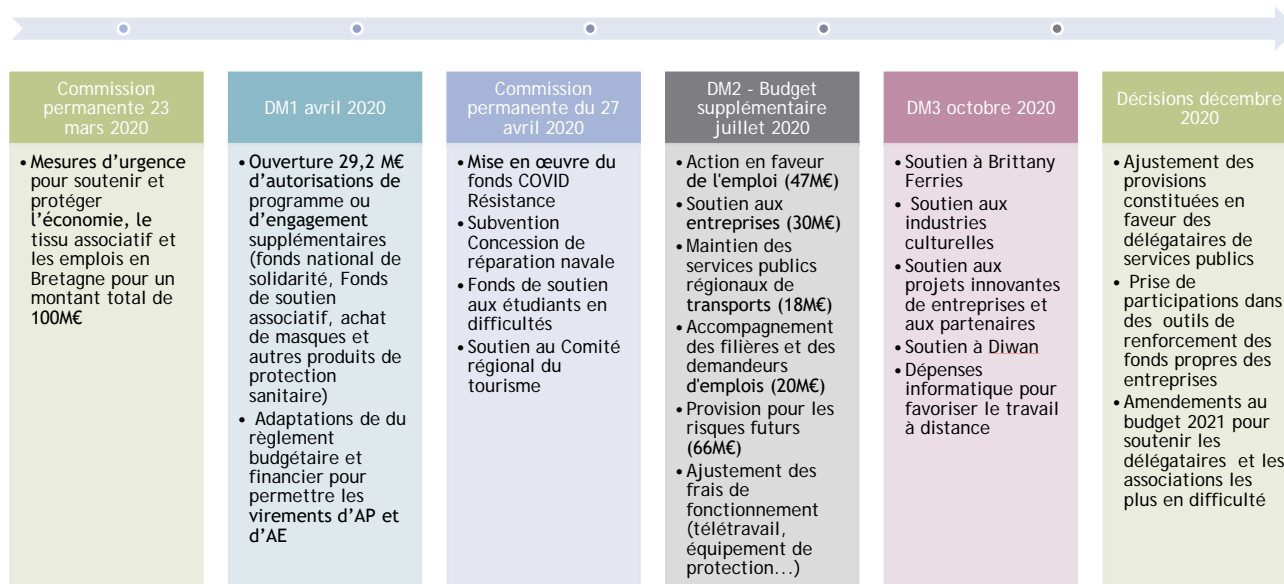 Commission
permanente 23
mars 2020
• Mesures d'urgence
pour soutenir et
protéger
l'économie, le
tissu associatif et
les emplois en
Bretagne pour un
montant total de
100M€
DM1 avril 2020
• Ouverture 29,2 M€
d'autorisations de
programme ou
d'engagement
supplémentaires
(fonds national de
solidarité, Fonds
de soutien
associatif, achat
de masques et
autres produits de
protection
sanitaire)
• Adaptations de du
règlement
budgétaire et
financier pour
permettre les
virements d'AP et
d'AE
Commission
permanente du 27
avril 2020
• Mise en œuvre du
fonds COVID
Résistance
• Subvention
Concession de
réparation navale
• Fonds de soutien
aux étudiants en
difficultés
• Soutien au Comité
régional du
tourisme
DM2 - Budget
supplémentaire
juillet 2020
• Action en faveur
de l'emploi (47M€)
• Soutien aux
entreprises (30M€)
• Maintien des
services publics
régionaux de
transports (18M€)
• Accompagnement
des filières et des
demandeurs
d'emplois (20M€)
• Provision pour les
risques futurs
(66M€)
• Ajustement des
frais de
fonctionnement
(télétravail,
équipement de
protection...)
DM3 octobre 2020
• Soutien à Brittany
Ferries
• Soutien aux
industries
culturelles
• Soutien aux
projets innovantes
de entreprises et
aux partenaires
• Soutien à Diwan
• Dépenses
informatique pour
favoriser le travail
à distance
Décisions décembre
2020
• Ajustement des
provisions
constituées en
faveur des
délégataires de
services publics
• Prise de
participations dans
des outils de
renforcement des
fonds propres des
entreprises
• Amendements au
budget 2021 pour
soutenir les
délégataires et les
associations les
plus en difficulté